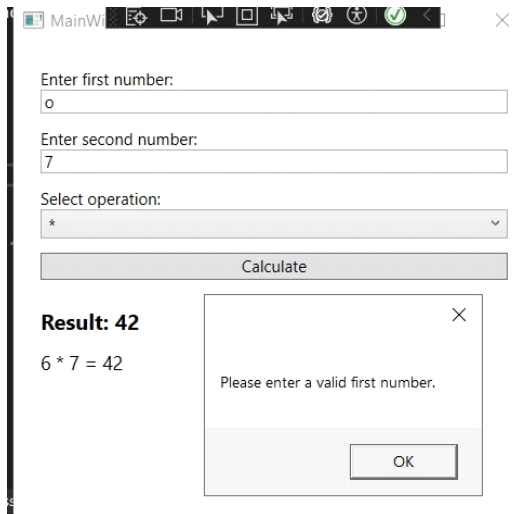 MainWi
Enter first number:
o
Enter second number:
7
Select operation:
*
Calculate
Result: 42
6 * 7 = 42
Please enter a valid first number.
OK